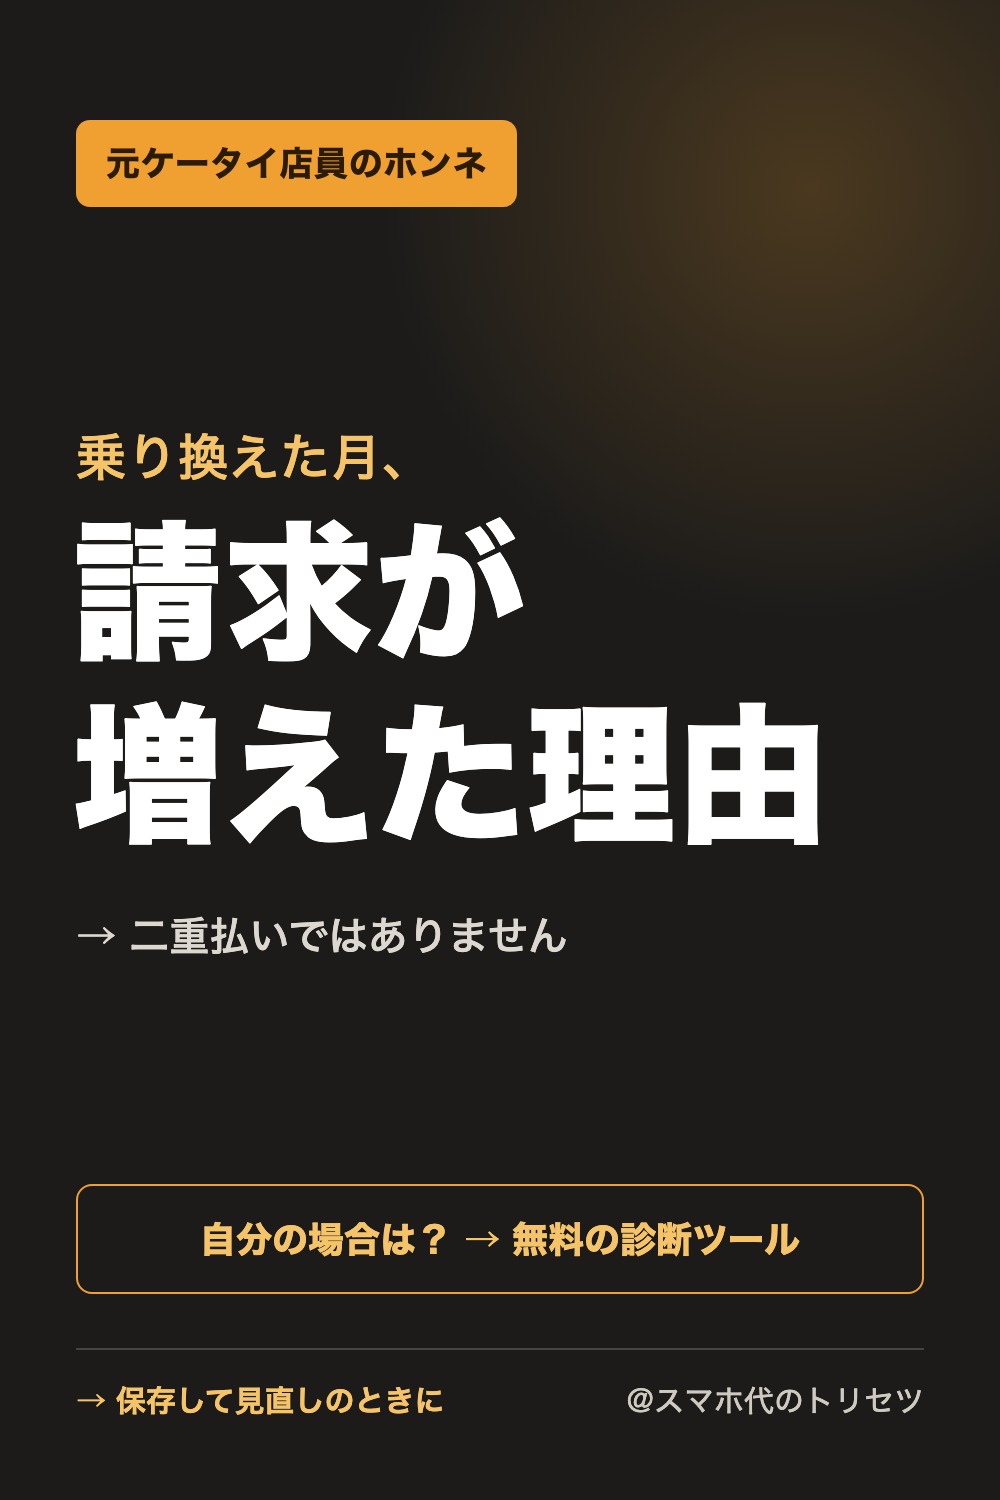 元ケータイ店員のホンネ
乗り換えた月、
請求が
増えた理由
→ 二重払いではありません
自分の場合は？ → 無料の診断ツール
→ 保存して見直しのときに
@スマホ代のトリセツ